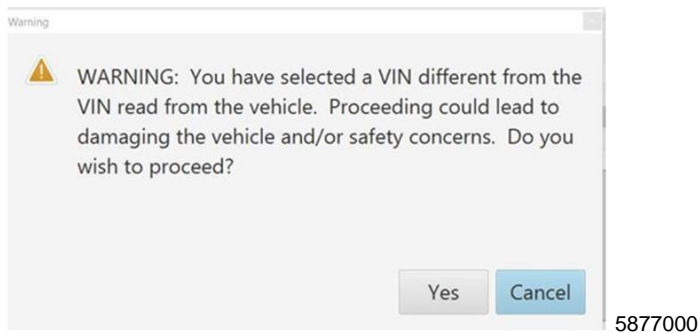 Warning
WARNING: You have selected a VIN different from the
VIN read from the vehicle. Proceeding could lead to
damaging the vehicle and/or safety concerns. Do you
wish to proceed?
Yes Cancel
5877000